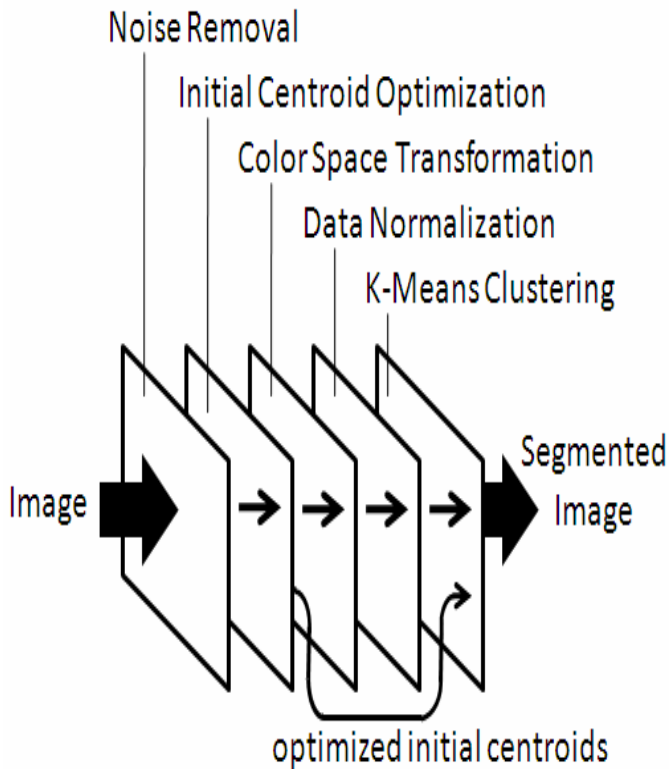 Noise Removal
Initial Centroid Optimization
Color Space Transformation
Data Normalization
K-Means Clustering
Image
Segmented
Image
optimized initial centroids